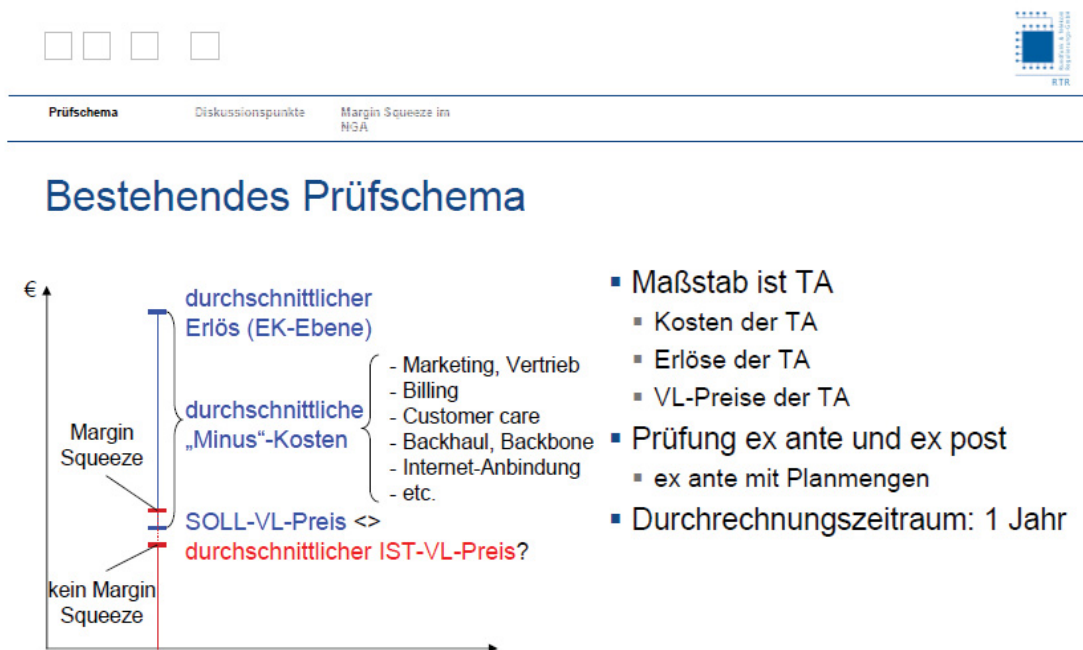 RTR
Prüfschema
Diskussionspunkte
Margin Squeeze im
NGA
Bestehendes Prüfschema
€
durchschnittlicher
Erlös (EK-Ebene)
durchschnittliche
„Minus“-Kosten
- Marketing, Vertrieb
- Billing
- Customer care
- Backhaul, Backbone
- Internet-Anbindung
- etc.
Margin
Squeeze
SOLL-VL-Preis <>
durchschnittlicher IST-VL-Preis?
kein Margin
Squeeze
▪ Maßstab ist TA
▪ Kosten der TA
▪ Erlöse der TA
▪ VL-Preise der TA
▪ Prüfung ex ante und ex post
▪ ex ante mit Planmengen
▪ Durchrechnungszeitraum: 1 Jahr